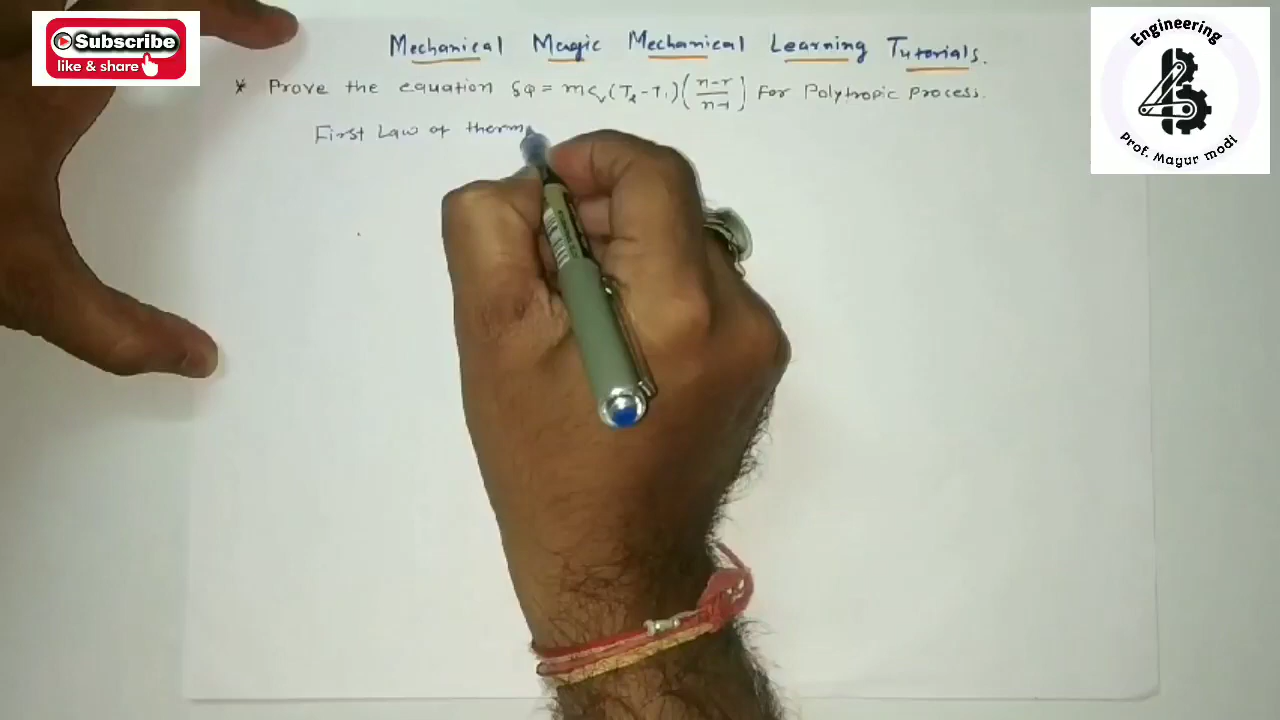 Subscribe
like & share
Mechanical Magic Mechanical Learning Tutorials.
* Prove the equation δQ = mCv(T2-T1)(n-r/n-1) for Polytropic Process.
First Law of therm
Engineering
Prof. Mayur modi